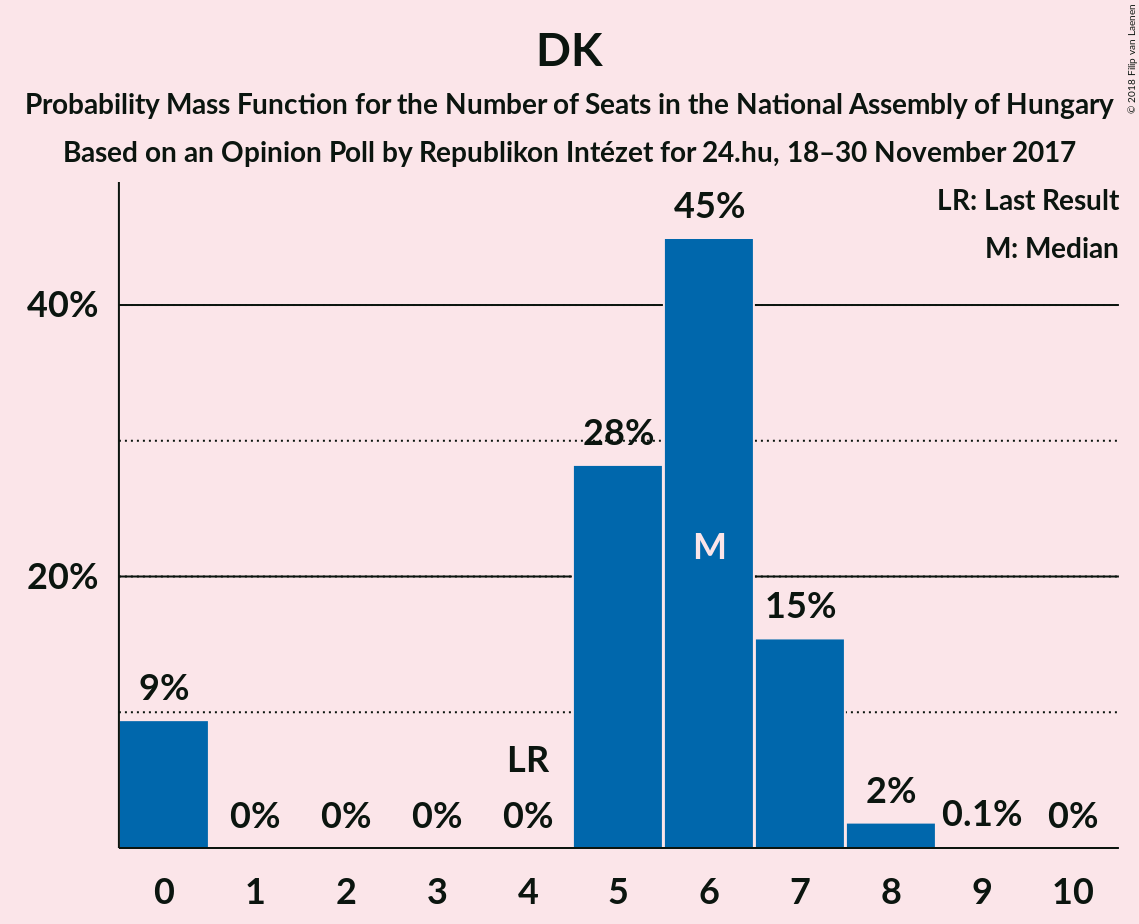 DK
Probability Mass Function for the Number of Seats in the National Assembly of Hungary
Based on an Opinion Poll by Republikon Intézet for 24.hu, 18–30 November 2017
© 2018 Filip van Laenen
LR: Last Result
M: Median
45%
40%
28%
M
20%
15%
9%
LR
2%
0% 0% 0% 0% 0.1% 0%
0 1 2 3 4 5 6 7 8 9 10